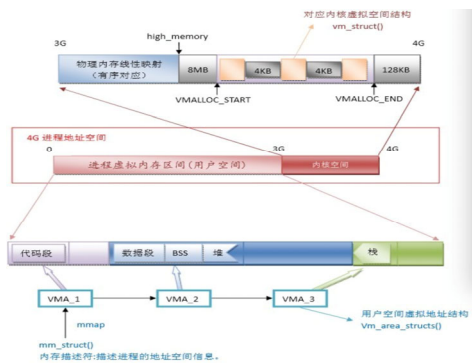 对应内核虚拟空间结构
vm_struct()
high_memory
3G
4G
物理内存线性映射
(有序对应)
8MB
4KB
4KB
128KB
VMALLOC_START
VMALLOC_END
4G 进程地址空间
0
3G
4G
进程虚拟内存区间(用户空间)
内核空间
代码段
数据段
BSS
堆
栈
VMA_1
VMA_2
VMA_3
mmap
用户空间虚拟地址结构
Vm_area_structs()
mm_struct()
内存描述符:描述进程的地址空间信息。